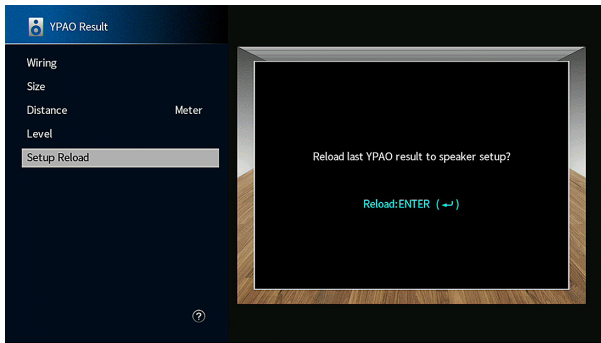 YPAO Result
Wiring
Size
Distance Meter
Level
Setup Reload
Reload last YPAO result to speaker setup?
Reload:ENTER (↵)
?